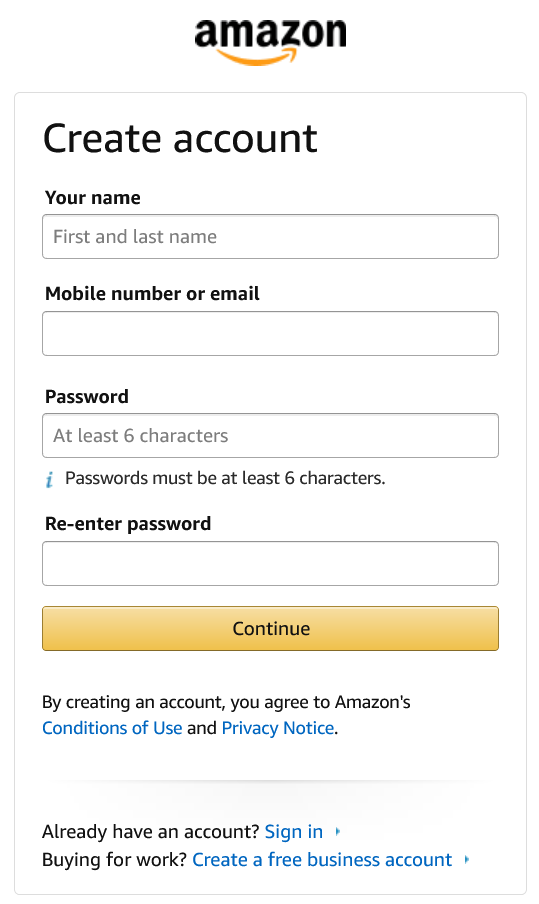 amazon
Create account
Your name
First and last name
Mobile number or email
Password
At least 6 characters
i Passwords must be at least 6 characters.
Re-enter password
Continue
By creating an account, you agree to Amazon's
Conditions of Use and Privacy Notice.
Already have an account? Sign in
Buying for work? Create a free business account